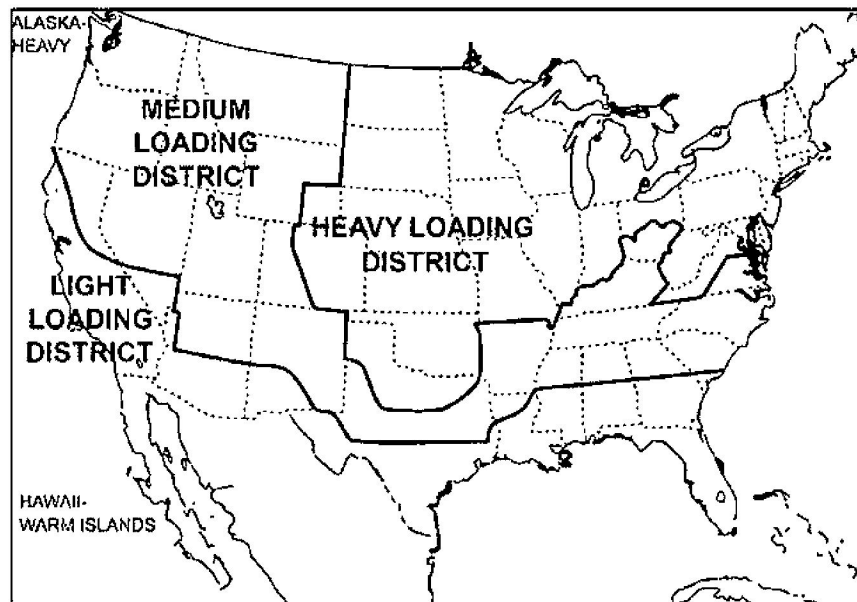 ALASKA-
HEAVY
MEDIUM
LOADING
DISTRICT
HEAVY LOADING
DISTRICT
LIGHT
LOADING
DISTRICT
HAWAII-
WARM ISLANDS